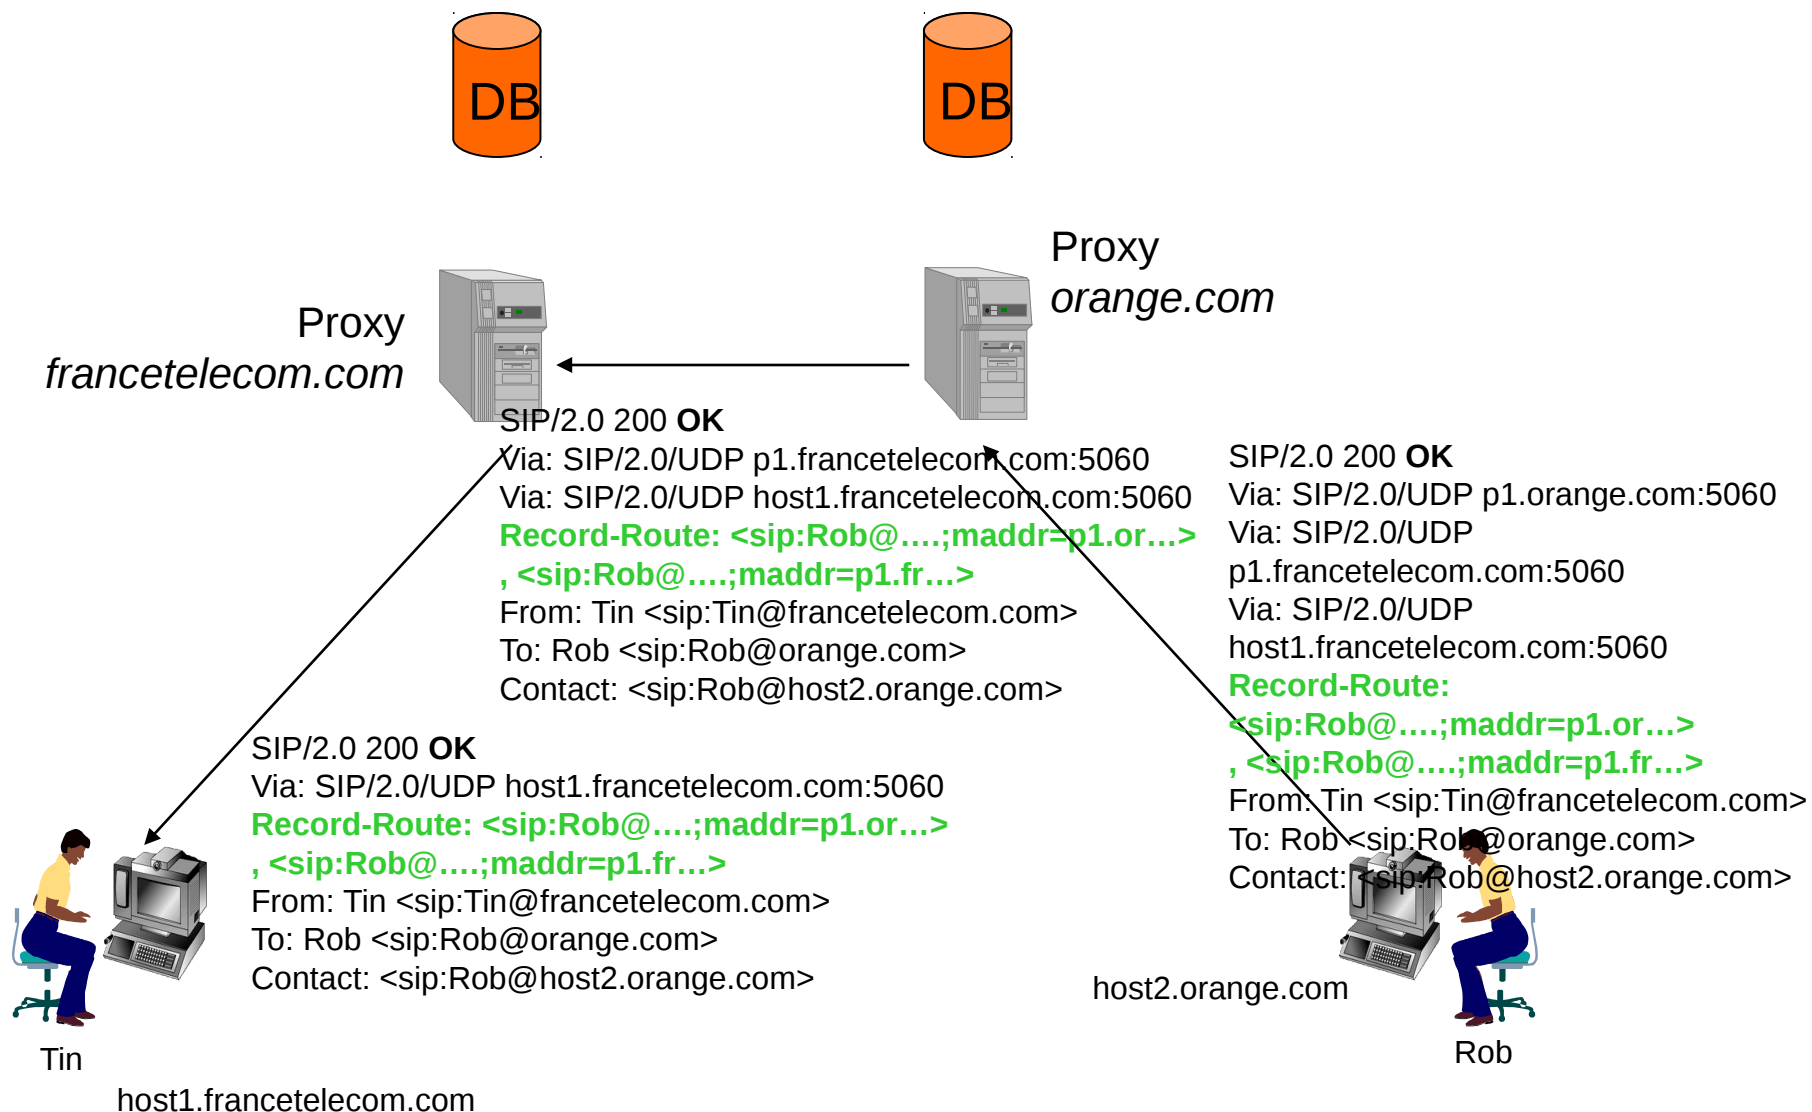 DB
DB
Proxy
orange.com
Proxy
francetelecom.com
SIP/2.0 200 OK
Via: SIP/2.0/UDP p1.francetelecom.com:5060
Via: SIP/2.0/UDP host1.francetelecom.com:5060
Record-Route: <sip:Rob@….;maddr=p1.or…>
, <sip:Rob@….;maddr=p1.fr…>
From: Tin <sip:Tin@francetelecom.com>
To: Rob <sip:Rob@orange.com>
Contact: <sip:Rob@host2.orange.com>
SIP/2.0 200 OK
Via: SIP/2.0/UDP p1.orange.com:5060
Via: SIP/2.0/UDP
p1.francetelecom.com:5060
Via: SIP/2.0/UDP
host1.francetelecom.com:5060
Record-Route:
<sip:Rob@….;maddr=p1.or…>
, <sip:Rob@….;maddr=p1.fr…>
From: Tin <sip:Tin@francetelecom.com>
To: Rob <sip:Rob@orange.com>
Contact: <sip:Rob@host2.orange.com>
SIP/2.0 200 OK
Via: SIP/2.0/UDP host1.francetelecom.com:5060
Record-Route: <sip:Rob@….;maddr=p1.or…>
, <sip:Rob@….;maddr=p1.fr…>
From: Tin <sip:Tin@francetelecom.com>
To: Rob <sip:Rob@orange.com>
Contact: <sip:Rob@host2.orange.com>
host2.orange.com
Tin
Rob
host1.francetelecom.com